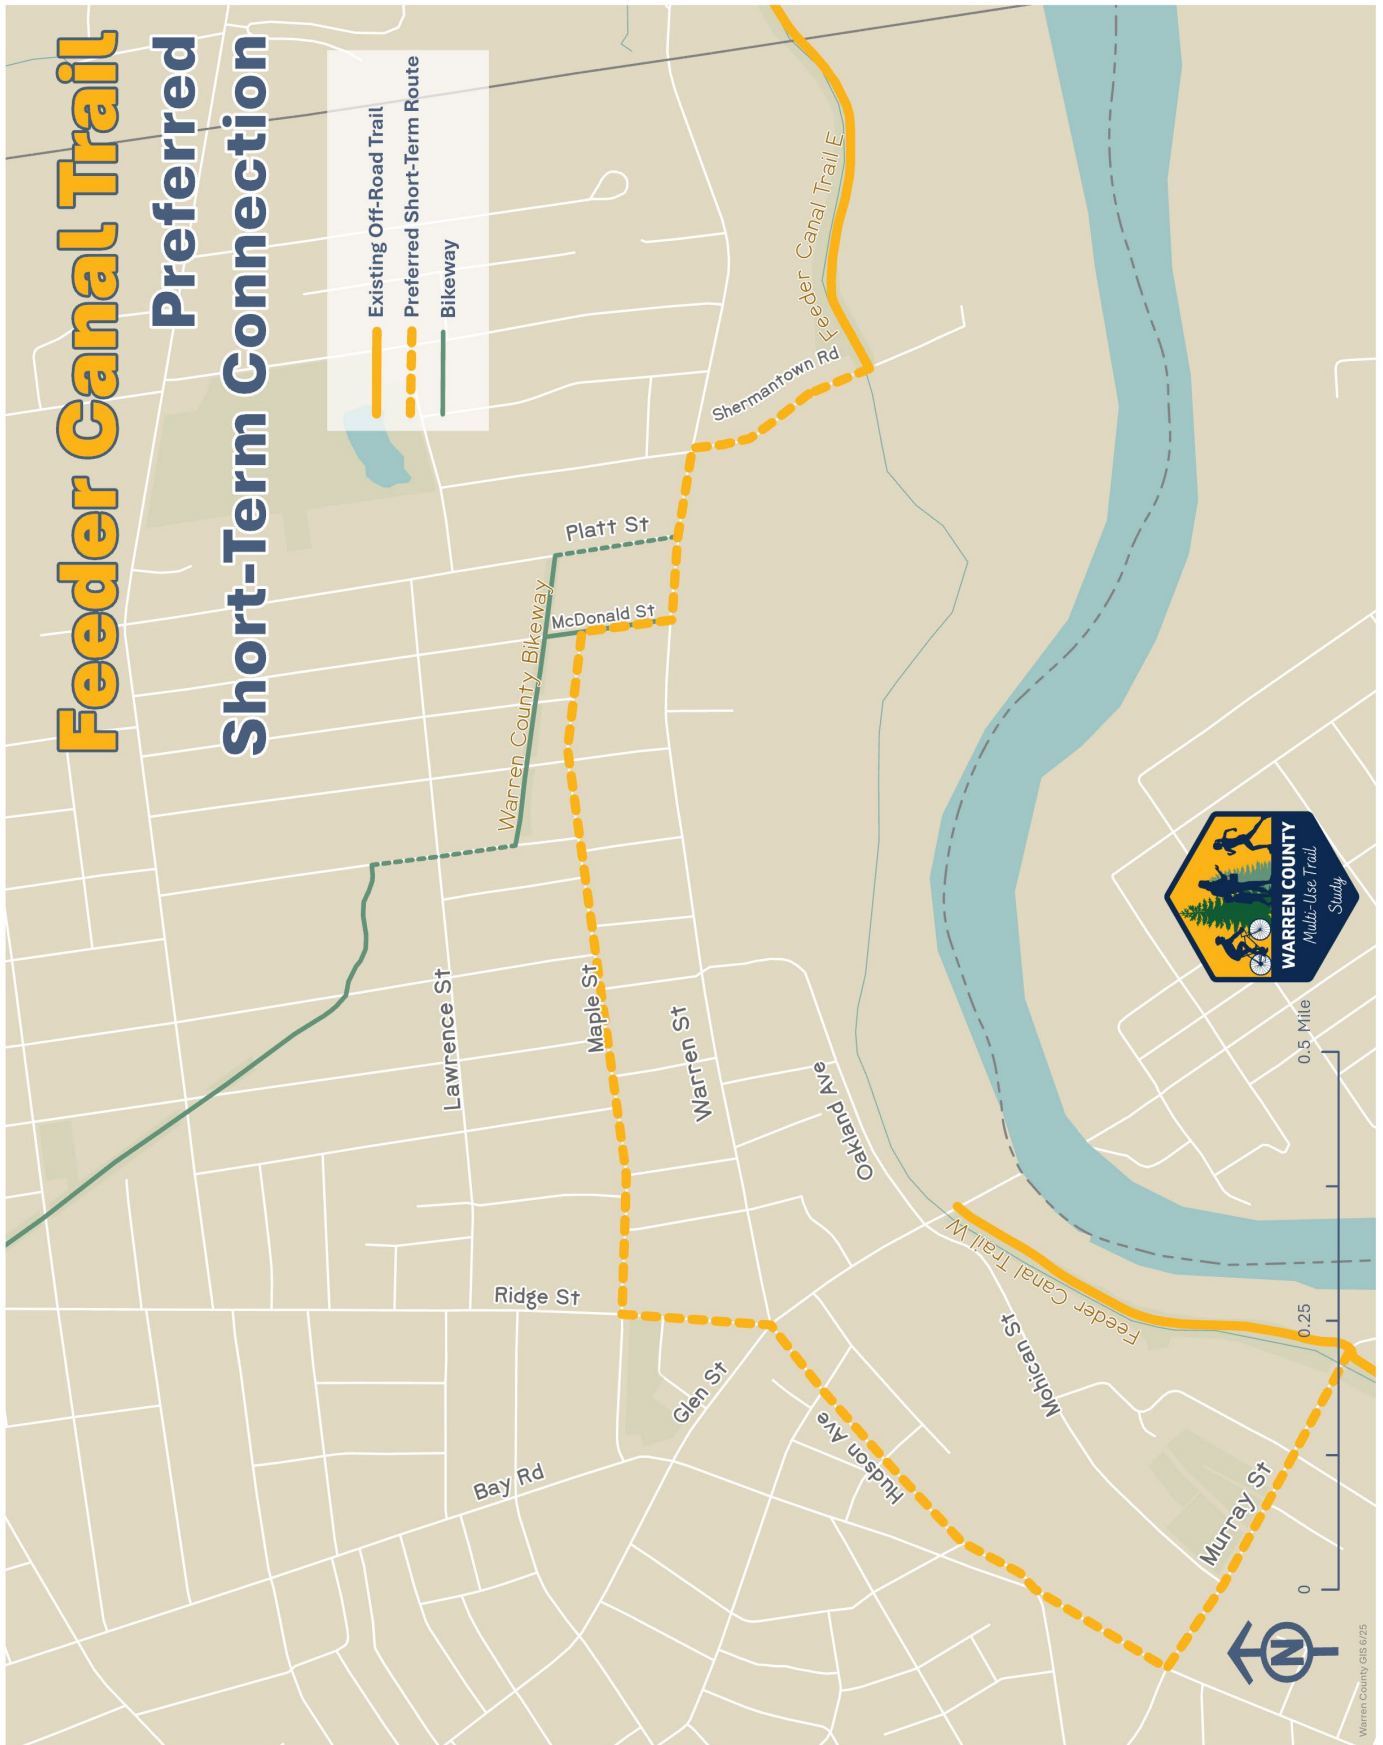 Feeder Canal Trail
Preferred
Short-Term Connection
Existing Off-Road Trail
Preferred Short-Term Route
Bikeway
Feeder Canal Trail E
Shermantown Rd
Platt St
McDonald St
Warren County Bikeway
Lawrence St
Maple St
Warren St
Oakland Ave
Ridge St
Glen St
Bay Rd
Hudson Ave
Mohican St
Feeder Canal Trail W
Murray St
WARREN COUNTY
Multi-Use Trail
Study
0
0.25
0.5 Mile
N
Warren County GIS 6/25